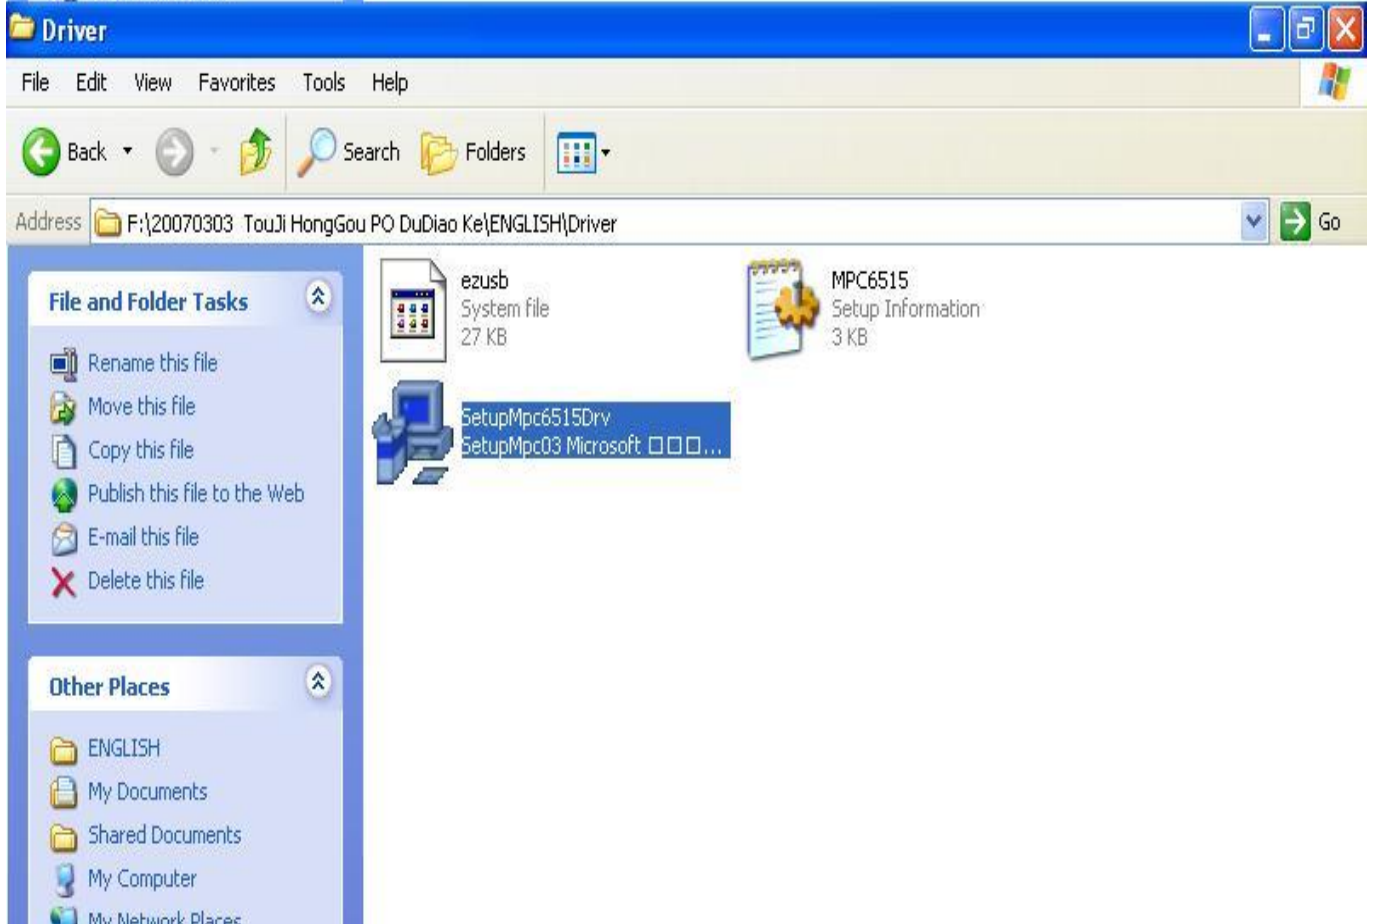 Driver
File Edit View Favorites Tools Help
Back Search Folders
Address F:\20070303 TouJi HongGou PO DuDiao Ke\ENGLISH\Driver Go
File and Folder Tasks
Rename this file
Move this file
Copy this file
Publish this file to the Web
E-mail this file
Delete this file
Other Places
ENGLISH
My Documents
Shared Documents
My Computer
My Network Places
ezusb
System file
27 KB
MPC6515
Setup Information
3 KB
SetupMpc6515Drv
SetupMpc03 Microsoft □□□...